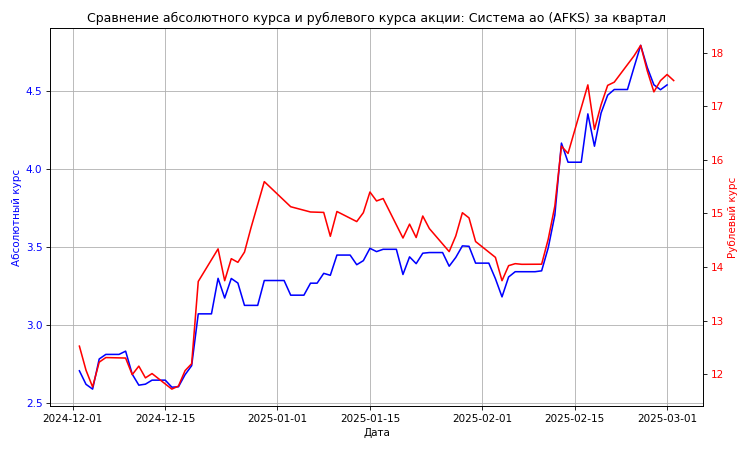 Сравнение абсолютного курса и рублевого курса акции: Система ао (AFKS) за квартал
Абсолютный курс
4.5
4.0
3.5
3.0
2.5
18
17
16
15
14
13
12
Рублевый курс
2024-12-01 2024-12-15 2025-01-01 2025-01-15 2025-02-01 2025-02-15 2025-03-01
Дата